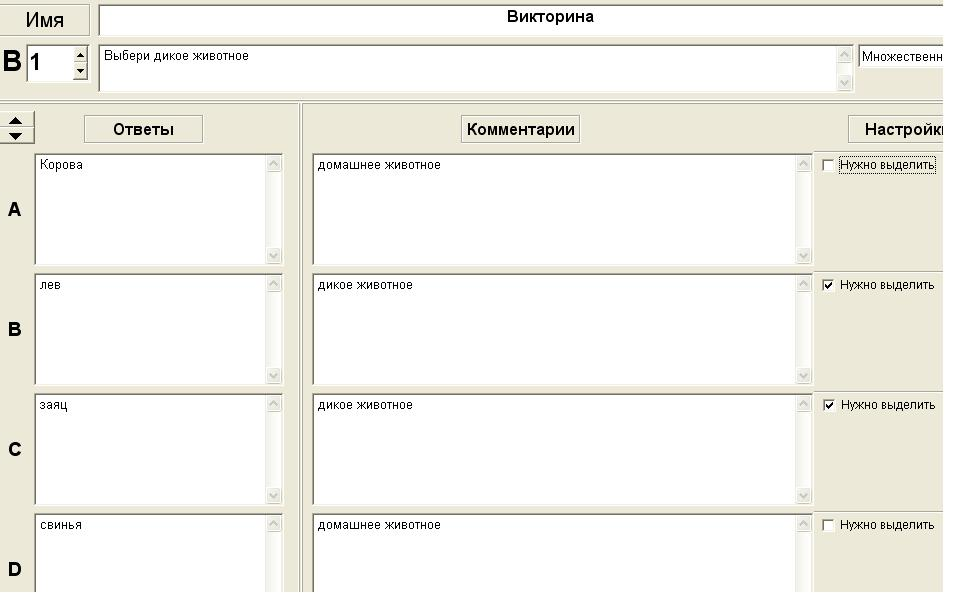 Имя Викторина
В 1 Выбери дикое животное Множественн
Ответы Комментарии Настройк
A Корова домашнее животное Нужно выделить
B лев дикое животное Нужно выделить
C заяц дикое животное Нужно выделить
D свинья домашнее животное Нужно выделить